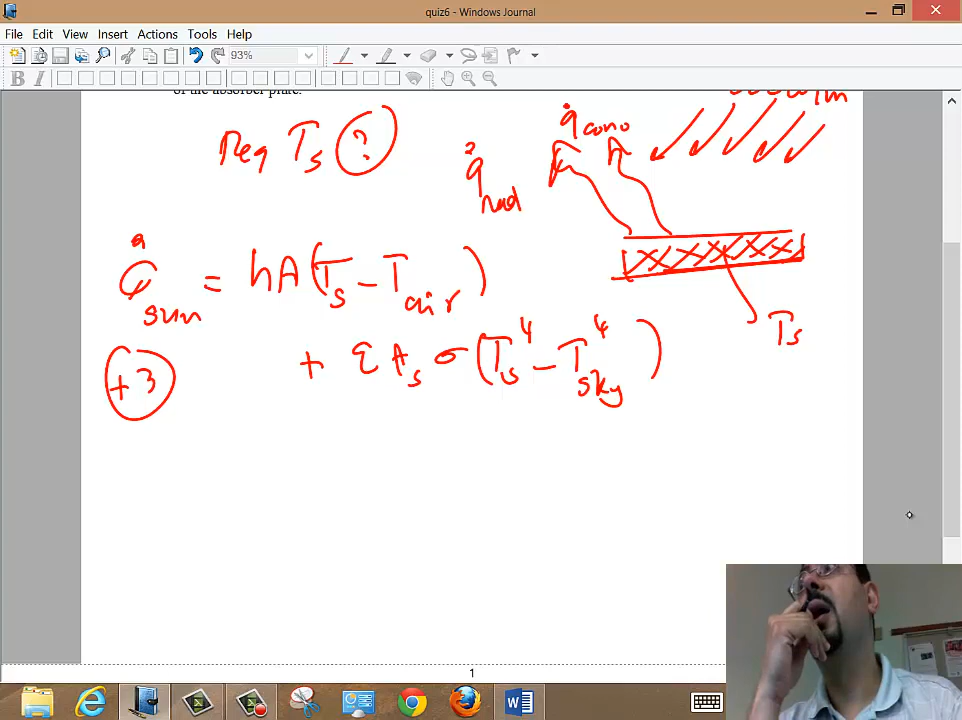 quiz6 - Windows Journal
File Edit View Insert Actions Tools Help
93%
B I
of the absorber plate.
Req Ts ?
q̇conv
q̇rad
Q̇sun = hA(Ts - Tair)
+ ε As σ (Ts⁴ - Tsky⁴)
+3
Ts
1